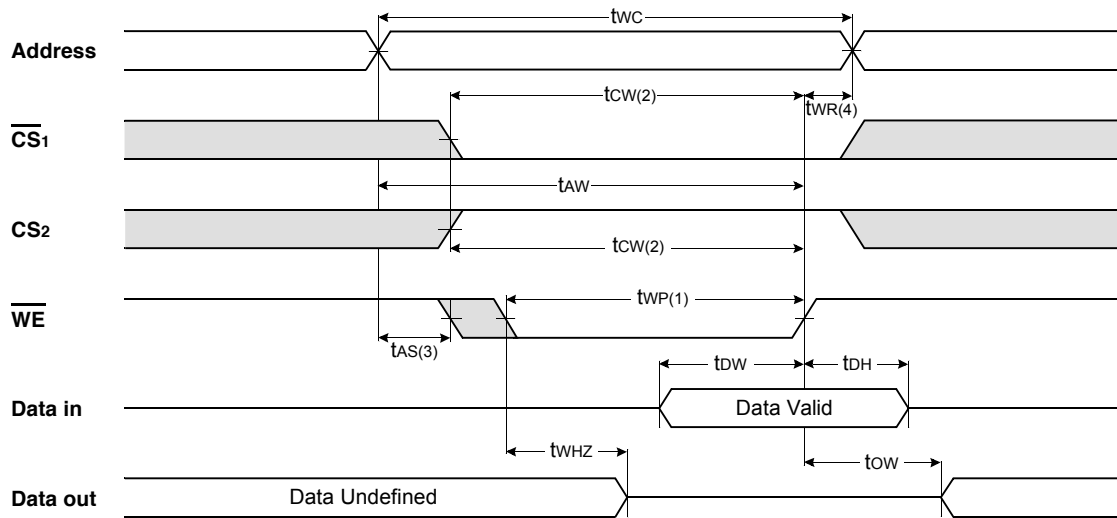 tWC
Address
tCW(2)
tWR(4)
CS1
tAW
CS2
tCW(2)
tWP(1)
WE
tAS(3)
tDW
tDH
Data in
Data Valid
tWHZ
tOW
Data out
Data Undefined